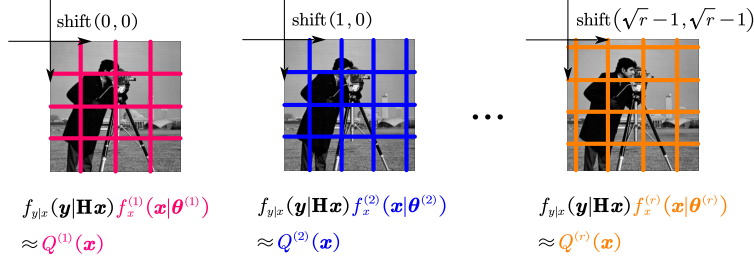 shift(0, 0)
shift(1, 0)
shift(√r − 1, √r − 1)
...
f_{y|x}(y|Hx) f_x^{(1)}(x|θ^{(1)})
≈ Q^{(1)}(x)
f_{y|x}(y|Hx) f_x^{(2)}(x|θ^{(2)})
≈ Q^{(2)}(x)
f_{y|x}(y|Hx) f_x^{(r)}(x|θ^{(r)})
≈ Q^{(r)}(x)